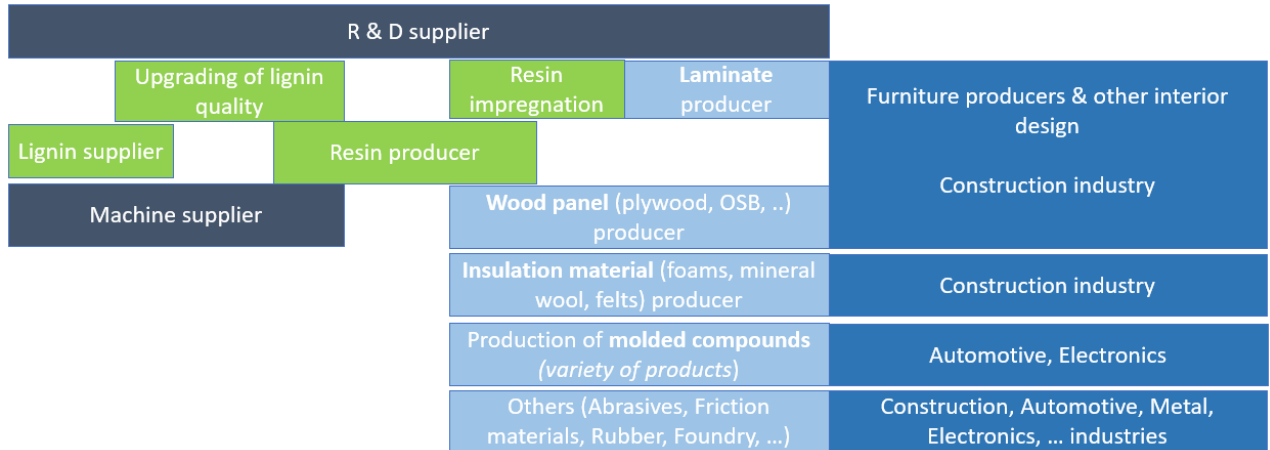 R & D supplier
Upgrading of lignin
quality
Resin
impregnation
Laminate
producer
Furniture producers & other interior
design
Construction industry
Lignin supplier
Resin producer
Machine supplier
Wood panel (plywood, OSB, ..)
producer
Insulation material (foams, mineral
wool, felts) producer
Construction industry
Production of molded compounds
(variety of products)
Automotive, Electronics
Others (Abrasives, Friction
materials, Rubber, Foundry, ...)
Construction, Automotive, Metal,
Electronics, ... industries